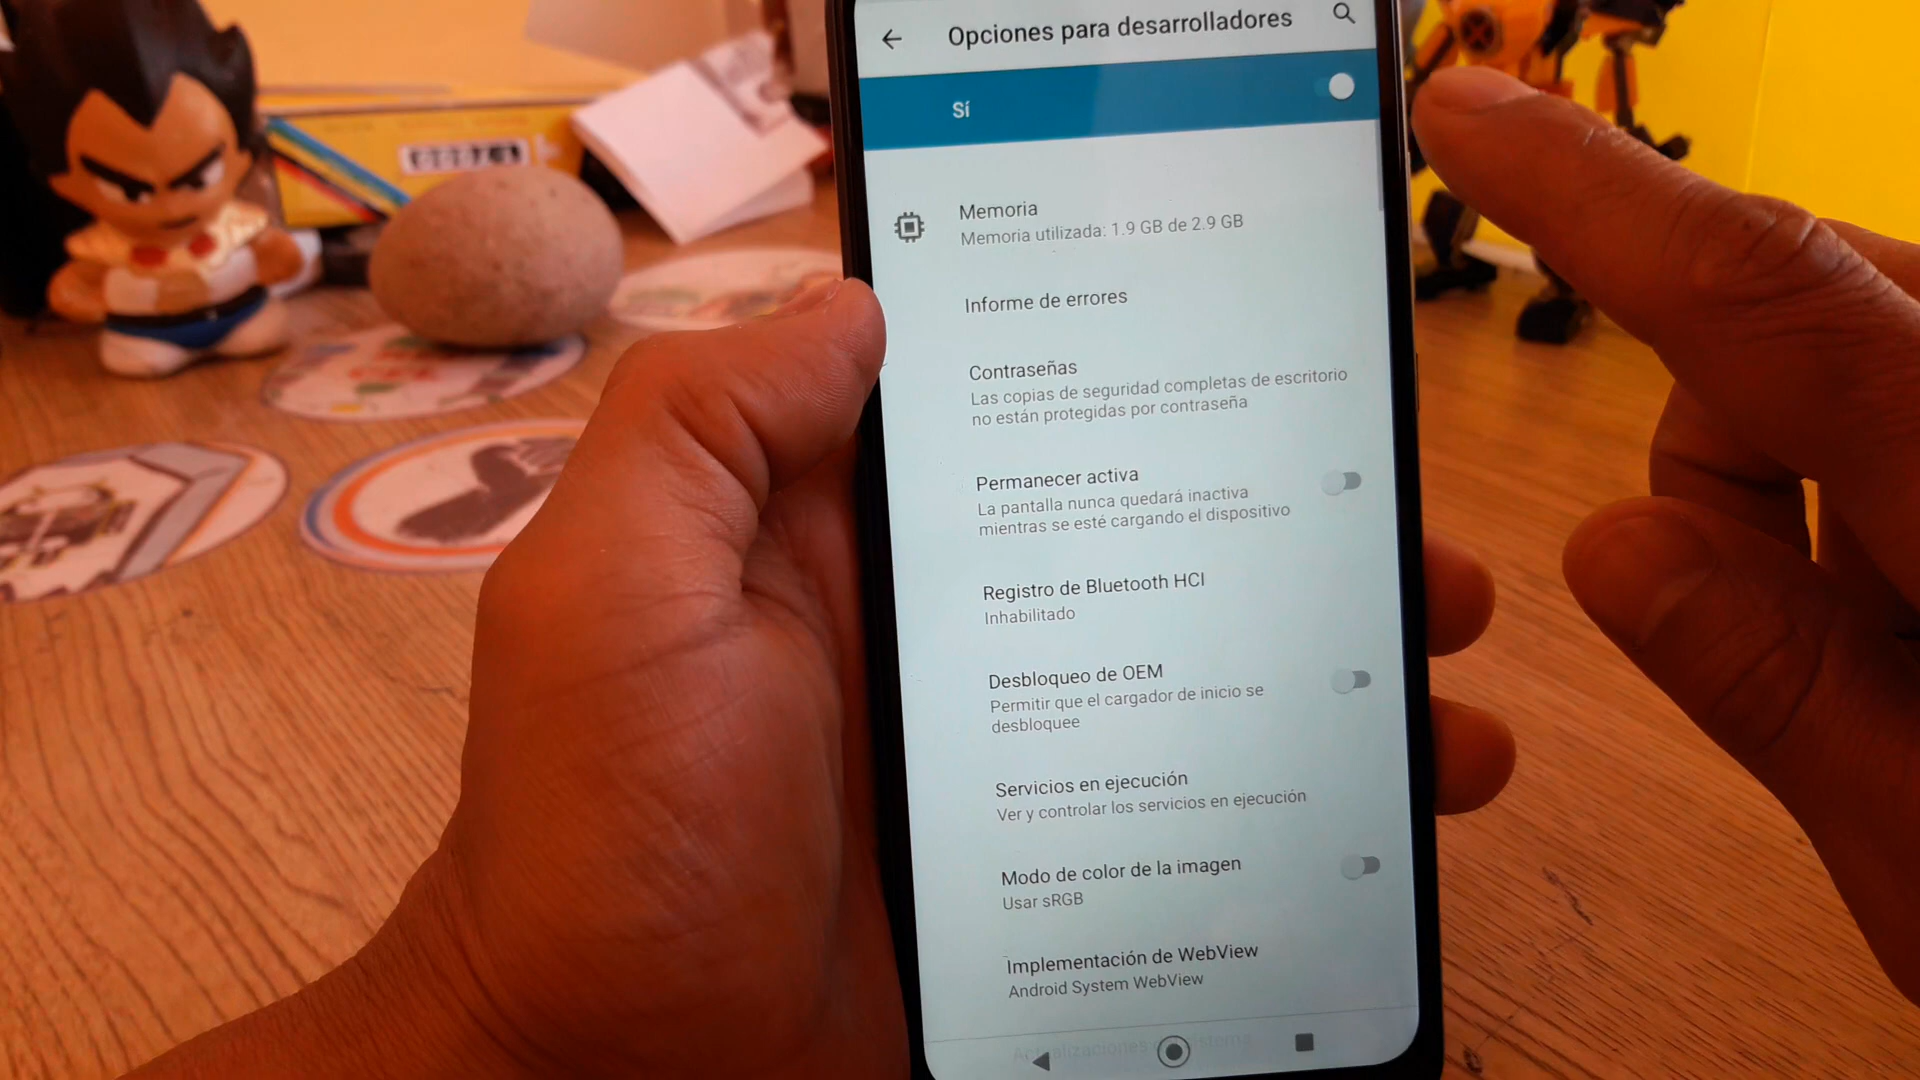 Opciones para desarrolladores
Sí
Memoria
Memoria utilizada: 1.9 GB de 2.9 GB
Informe de errores
Contraseñas
Las copias de seguridad completas de escritorio
no están protegidas por contraseña
Permanecer activa
La pantalla nunca quedará inactiva
mientras se esté cargando el dispositivo
Registro de Bluetooth HCI
Inhabilitado
Desbloqueo de OEM
Permitir que el cargador de inicio se
desbloquee
Servicios en ejecución
Ver y controlar los servicios en ejecución
Modo de color de la imagen
Usar sRGB
Implementación de WebView
Android System WebView